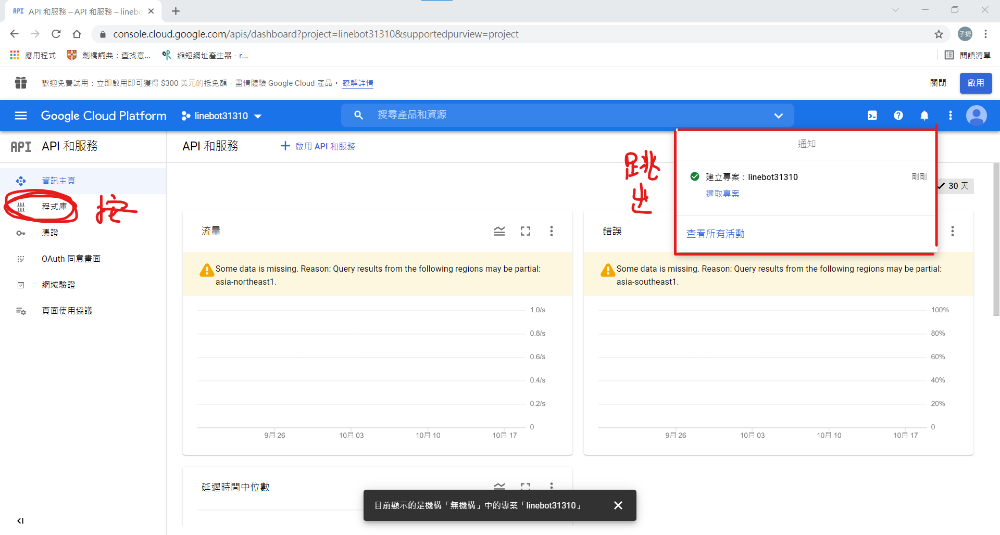 API API 和服務 – API 和服務 – linebo
console.cloud.google.com/apis/dashboard?project=linebot31310&supportedpurview=project
子捷
應用程式
劍橋詞典：查找意...
縮短網址產生器 - r...
閱讀清單
歡迎免費試用：立即啟用即可獲得 $300 美元的抵免額，盡情體驗 Google Cloud 產品。 瞭解詳情
關閉
啟用
Google Cloud Platform
linebot31310
搜尋產品和資源
API API 和服務
API 和服務
啟用 API 和服務
通知
建立專案：linebot31310
剛剛
選取專案
查看所有活動
跳
出
30 天
資訊主頁
程式庫
按
憑證
OAuth 同意畫面
網域驗證
頁面使用協議
流量
Some data is missing. Reason: Query results from the following regions may be partial:
asia-northeast1.
1.0/s
0.8/s
0.6/s
0.4/s
0.2/s
0
9月 26
10月 03
10月 10
10月 17
錯誤
Some data is missing. Reason: Query results from the following regions may be partial:
asia-southeast1.
100%
80%
60%
40%
20%
0
9月 26
10月 03
10月 10
10月 17
延遲時間中位數
目前顯示的是機構「無機構」中的專案「linebot31310」